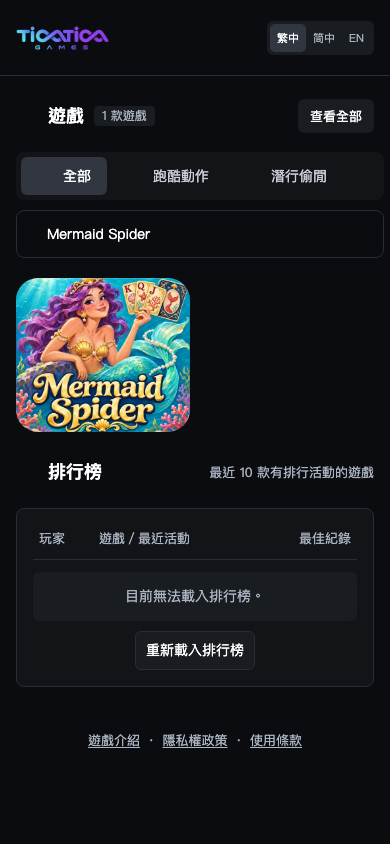 TICATICA
GAMES
繁中 简中 EN
遊戲 1 款遊戲 查看全部
全部 跑酷動作 潛行偷閒
Mermaid Spider
K Q J
Mermaid
Spider
排行榜 最近 10 款有排行活動的遊戲
玩家 遊戲 / 最近活動 最佳紀錄
目前無法載入排行榜。
重新載入排行榜
遊戲介紹 · 隱私權政策 · 使用條款